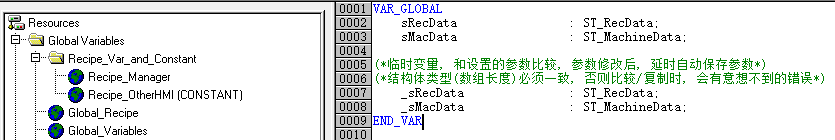 Resources
Global Variables
Recipe_Var_and_Constant
Recipe_Manager
Recipe_OtherHMI (CONSTANT)
Global_Recipe
Global_Variables
0001 VAR_GLOBAL
0002 sRecData : ST_RecData;
0003 sMacData : ST_MachineData;
0004
0005 (*临时变量, 和设置的参数比较, 参数修改后, 延时自动保存参数*)
0006 (*结构体类型(数组长度)必须一致, 否则比较/复制时, 会有意想不到的错误*)
0007 _sRecData : ST_RecData;
0008 _sMacData : ST_MachineData;
0009 END_VAR
0010